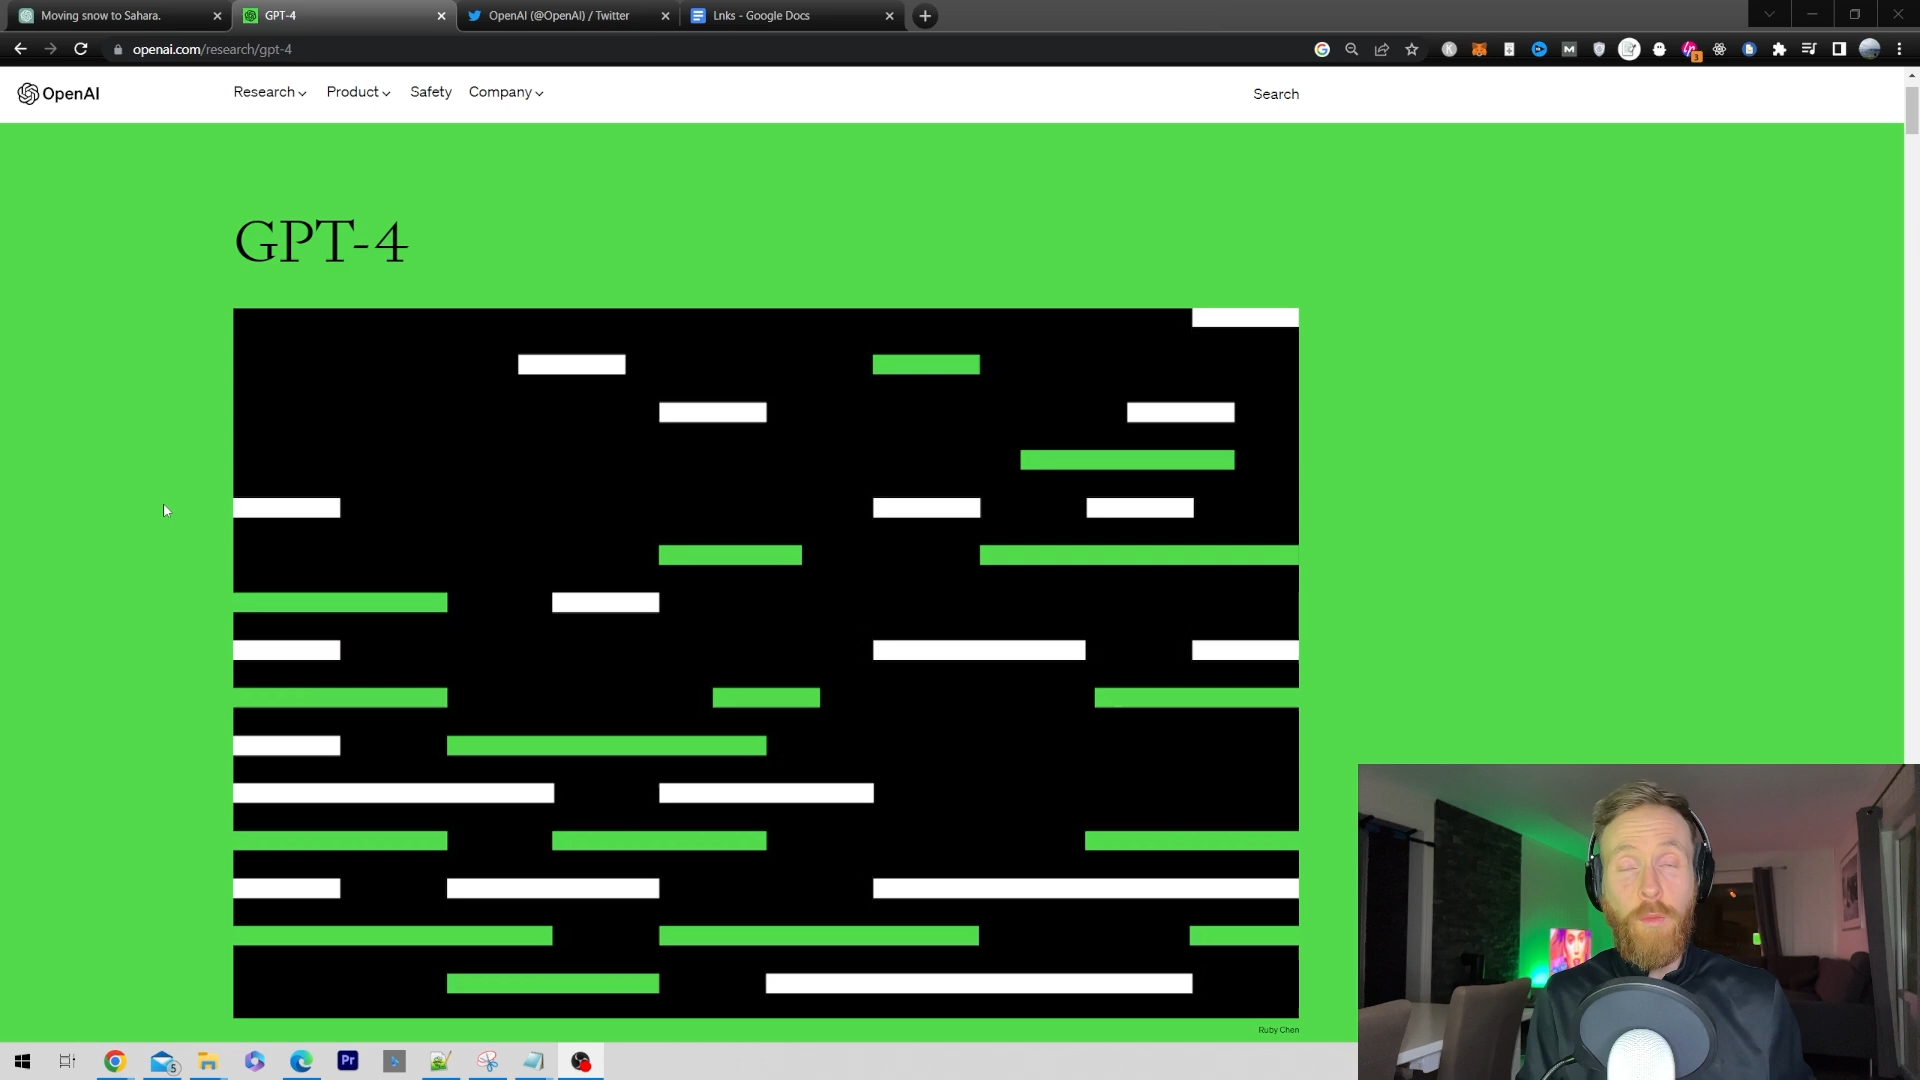 Moving snow to Sahara.
GPT-4
OpenAI (@OpenAI) / Twitter
Lnks - Google Docs
openai.com/research/gpt-4
3
OpenAI
Research
Product
Safety
Company
Search
GPT-4
Ruby Chen
5
Pr